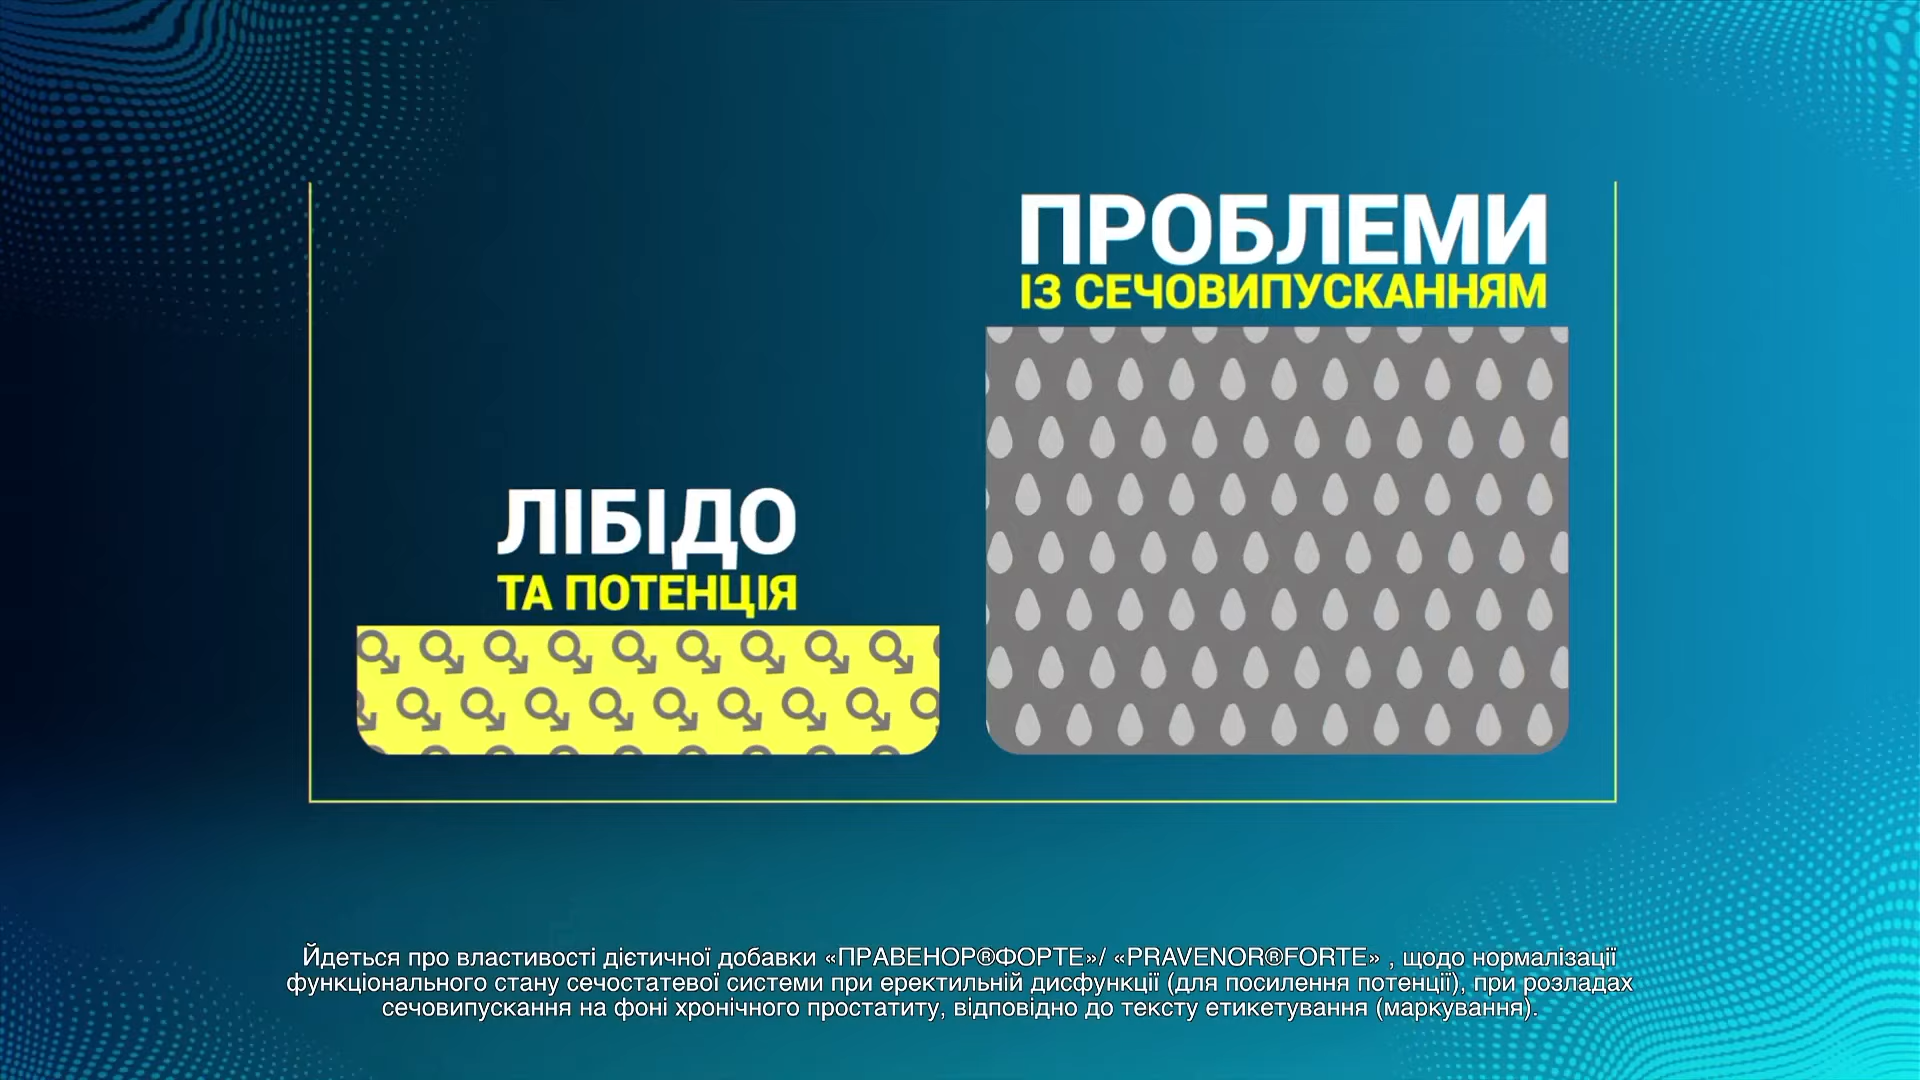 ПРОБЛЕМИ
ІЗ СЕЧОВИПУСКАННЯМ
ЛІБІДО
ТА ПОТЕНЦІЯ
Йдеться про властивості дієтичної добавки «ПРАВЕНОР®ФОРТЕ»/ «PRAVENOR®FORTE» , щодо нормалізації
функціонального стану сечостатевої системи при еректильній дисфункції (для посилення потенції), при розладах
сечовипускання на фоні хронічного простатиту, відповідно до тексту етикетування (маркування).